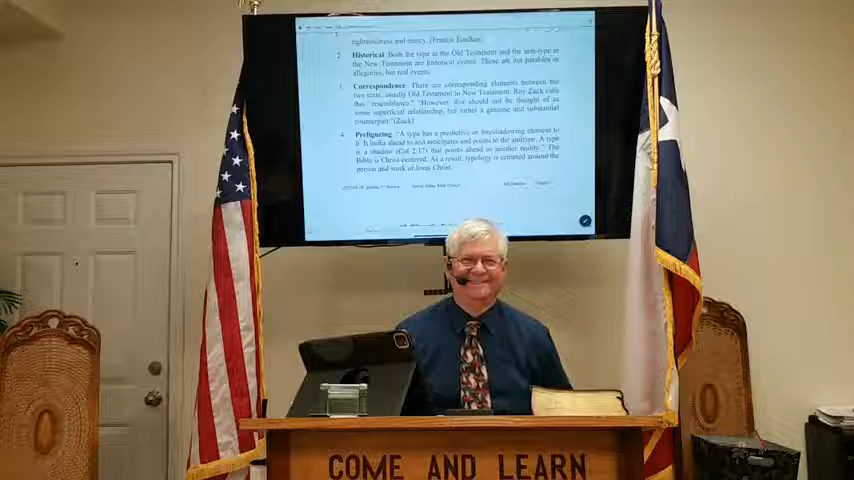 righteousness and mercy. (Francis Foulkes)
2. Historical Both the type in the Old Testament and the anti-type in
the New Testament are historical events. These are not parables or
allegories, but real events.
3. Correspondence There are corresponding elements between the
two texts, usually Old Testament to New Testament. Roy Zuck calls
this "resemblance." "However, this should not be thought of as
some superficial relationship, but rather a genuine and substantial
counterpart." (Zuck)
4. Prefiguring "A type has a predictive or foreshadowing element to
it. It looks ahead to and anticipates and points to the antitype. A type
is a shadow (Col 2:17) that points ahead to another reality." The
Bible is Christ-centered. As a result, typology is centered around the
person and work of Jesus Christ.
COME AND LEARN